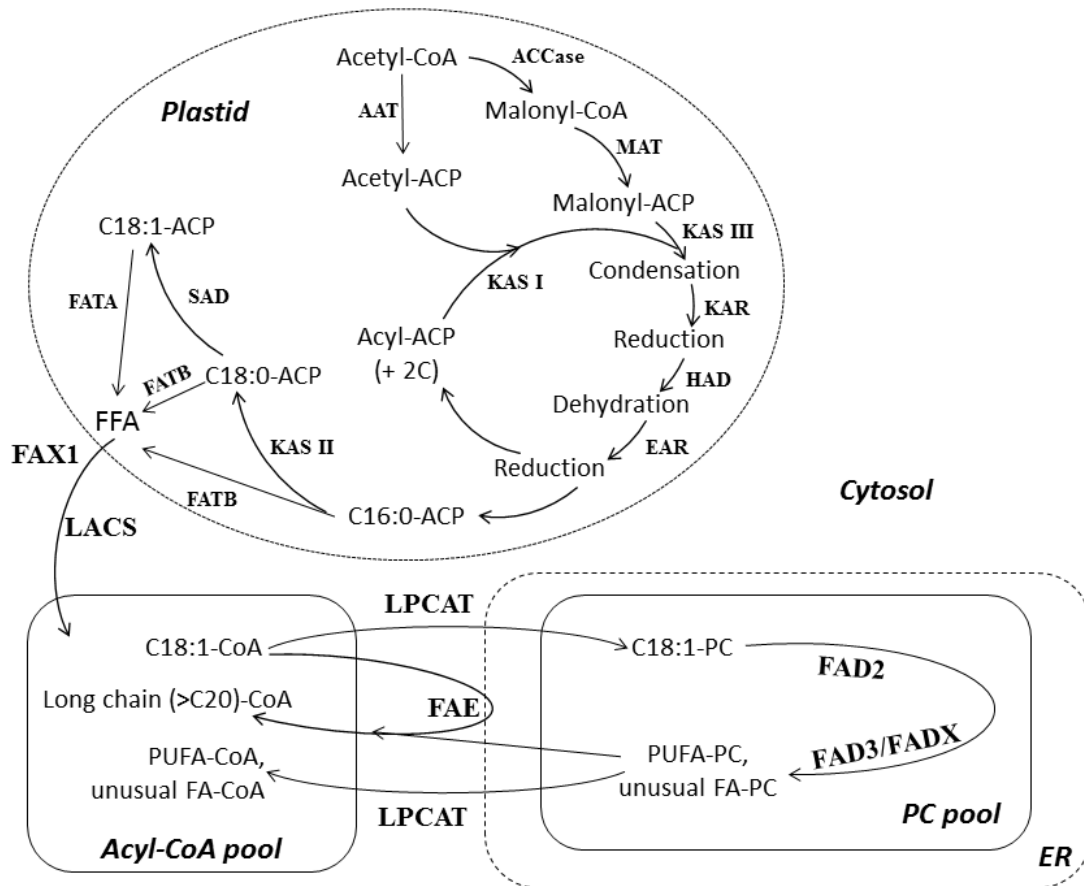 Acetyl-CoA
ACCase
Plastid
AAT
Malonyl-CoA
MAT
Acetyl-ACP
Malonyl-ACP
C18:1-ACP
KAS III
Condensation
KAS I
FATA
SAD
KAR
Acyl-ACP
(+ 2C)
Reduction
FATB
C18:0-ACP
HAD
Dehydration
FFA
KAS II
EAR
FAX1
Reduction
FATB
Cytosol
C16:0-ACP
LACS
LPCAT
C18:1-CoA
C18:1-PC
FAD2
Long chain (>C20)-CoA
FAE
FAD3/FADX
PUFA-CoA,
unusual FA-CoA
PUFA-PC,
unusual FA-PC
LPCAT
PC pool
Acyl-CoA pool
ER